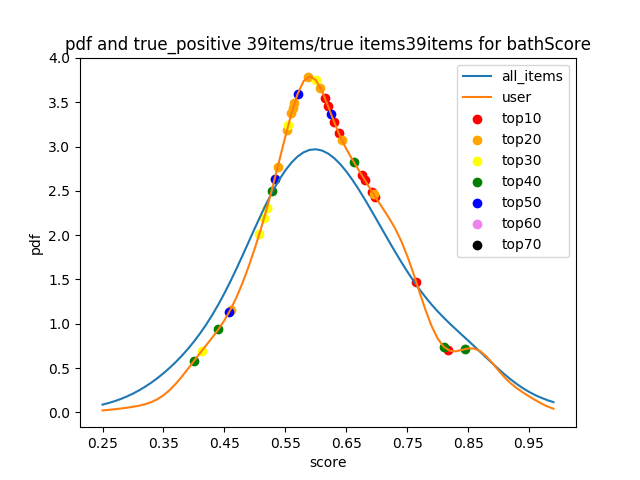 pdf and true_positive 39items/true items39items for bathScore
4.0
3.5
3.0
2.5
2.0
1.5
1.0
0.5
0.0
pdf
0.25 0.35 0.45 0.55 0.65 0.75 0.85 0.95
score
all_items
user
top10
top20
top30
top40
top50
top60
top70